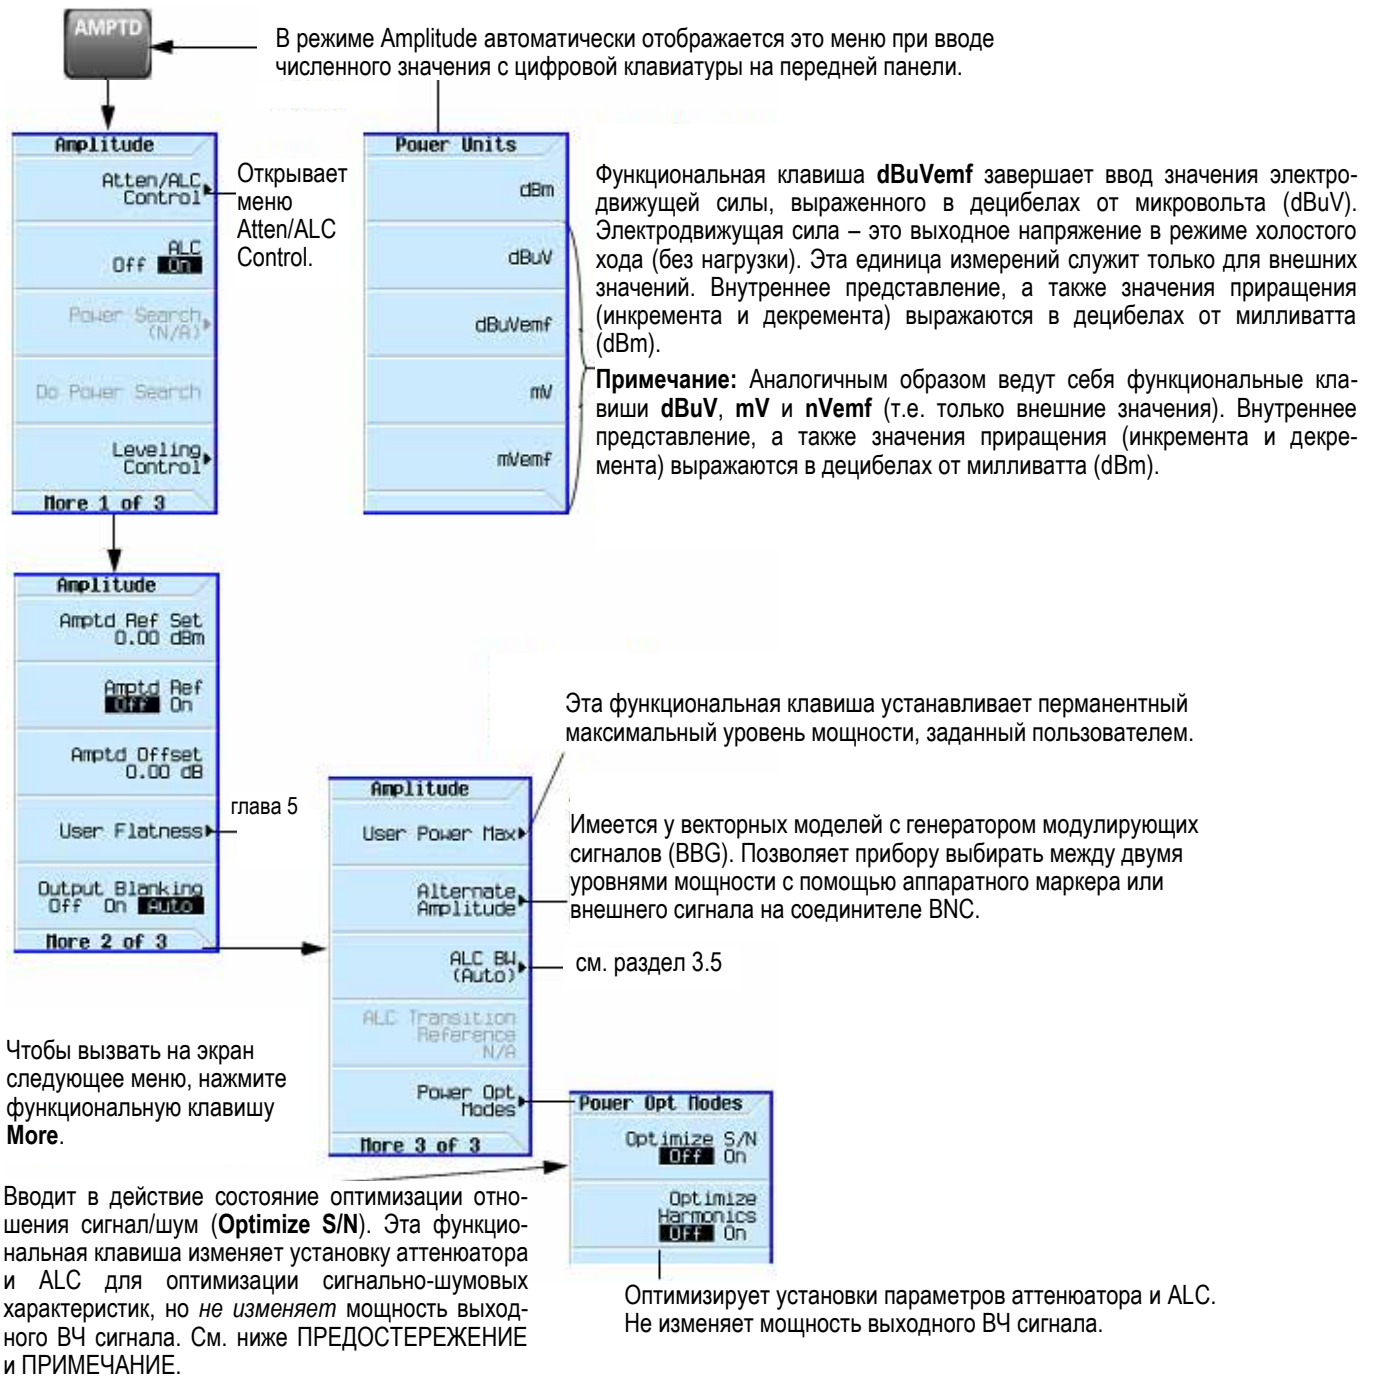 AMPTD
В режиме Amplitude автоматически отображается это меню при вводе
численного значения с цифровой клавиатуры на передней панели.
Amplitude
Atten/ALC
Control
ALC
Off On
Power Search
(N/A)
Do Power Search
Leveling
Control
More 1 of 3
Открывает
меню
Atten/ALC
Control.
Power Units
dBm
dBuV
dBuVemf
mV
mVemf
Функциональная клавиша dBuVemf завершает ввод значения электро-
движущей силы, выраженного в децибелах от микровольта (dBuV).
Электродвижущая сила – это выходное напряжение в режиме холостого
хода (без нагрузки). Эта единица измерений служит только для внешних
значений. Внутреннее представление, а также значения приращения
(инкремента и декремента) выражаются в децибелах от милливатта
(dBm).
Примечание: Аналогичным образом ведут себя функциональные кла-
виши dBuV, mV и nVemf (т.е. только внешние значения). Внутреннее
представление, а также значения приращения (инкремента и декре-
мента) выражаются в децибелах от милливатта (dBm).
Amplitude
Amptd Ref Set
0.00 dBm
Amptd Ref
Off On
Amptd Offset
0.00 dB
User Flatness
Output Blanking
Off On Auto
More 2 of 3
глава 5
Эта функциональная клавиша устанавливает перманентный
максимальный уровень мощности, заданный пользователем.
Amplitude
User Power Max
Alternate
Amplitude
ALC BW
(Auto)
ALC Transition
Reference
N/A
Power Opt
Modes
More 3 of 3
Имеется у векторных моделей с генератором модулирующих
сигналов (BBG). Позволяет прибору выбирать между двумя
уровнями мощности с помощью аппаратного маркера или
внешнего сигнала на соединителе BNC.
см. раздел 3.5
Чтобы вызвать на экран
следующее меню, нажмите
функциональную клавишу
More.
Power Opt Modes
Optimize S/N
Off On
Optimize
Harmonics
Off On
Вводит в действие состояние оптимизации отно-
шения сигнал/шум (Optimize S/N). Эта функцио-
нальная клавиша изменяет установку аттенюатора
и ALC для оптимизации сигнально-шумовых
характеристик, но не изменяет мощность выход-
ного ВЧ сигнала. См. ниже ПРЕДОСТЕРЕЖЕНИЕ
и ПРИМЕЧАНИЕ.
Оптимизирует установки параметров аттенюатора и ALC.
Не изменяет мощность выходного ВЧ сигнала.